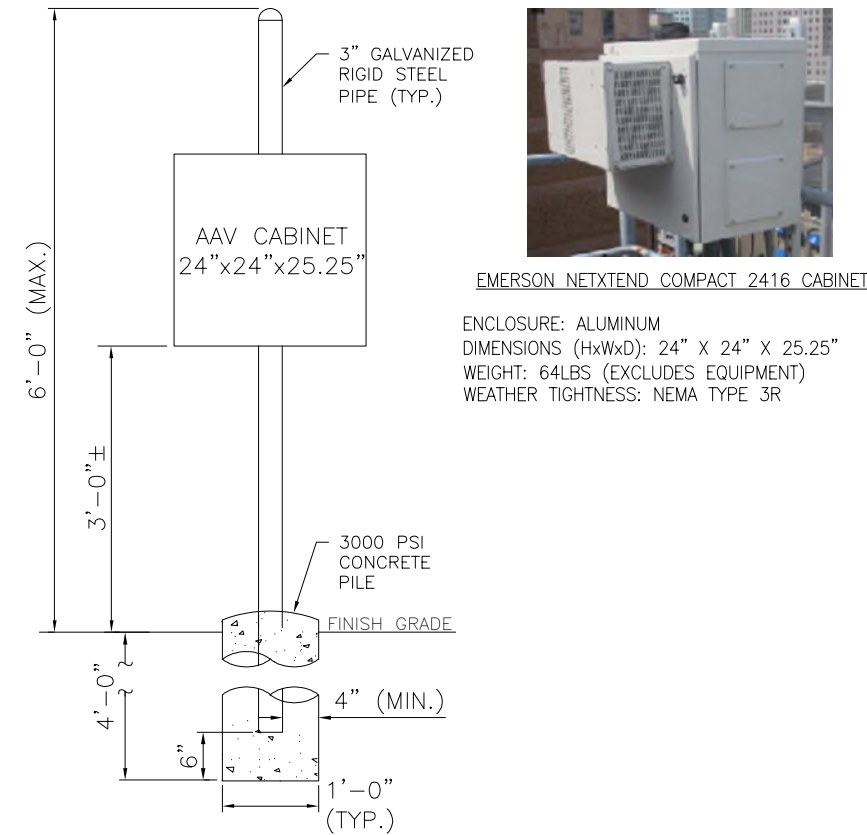 3" GALVANIZED
RIGID STEEL
PIPE (TYP.)
6'-0" (MAX.)
AAV CABINET
24"x24"x25.25"
EMERSON NETXTEND COMPACT 2416 CABINET
ENCLOSURE: ALUMINUM
DIMENSIONS (HxWxD): 24" X 24" X 25.25"
WEIGHT: 64LBS (EXCLUDES EQUIPMENT)
WEATHER TIGHTNESS: NEMA TYPE 3R
3'-0"±
3000 PSI
CONCRETE
PILE
FINISH GRADE
4'-0"
4" (MIN.)
6"
1'-0"
(TYP.)